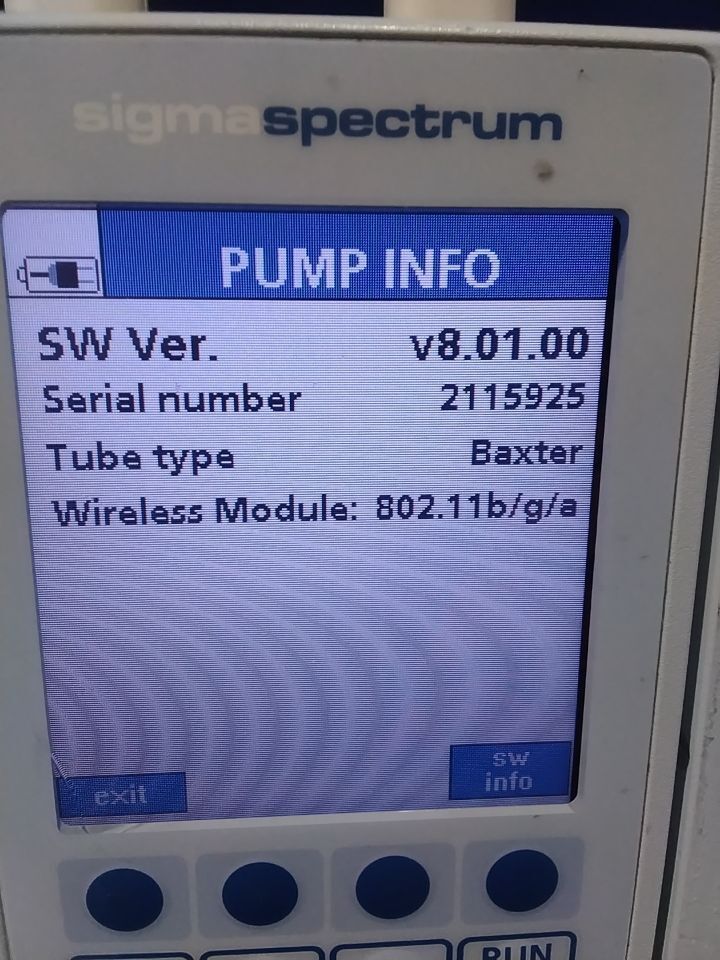 sigmaspectrum
PUMP INFO
SW Ver. v8.01.00
Serial number 2115925
Tube type Baxter
Wireless Module: 802.11b/g/a
exit
sw
info
RUN